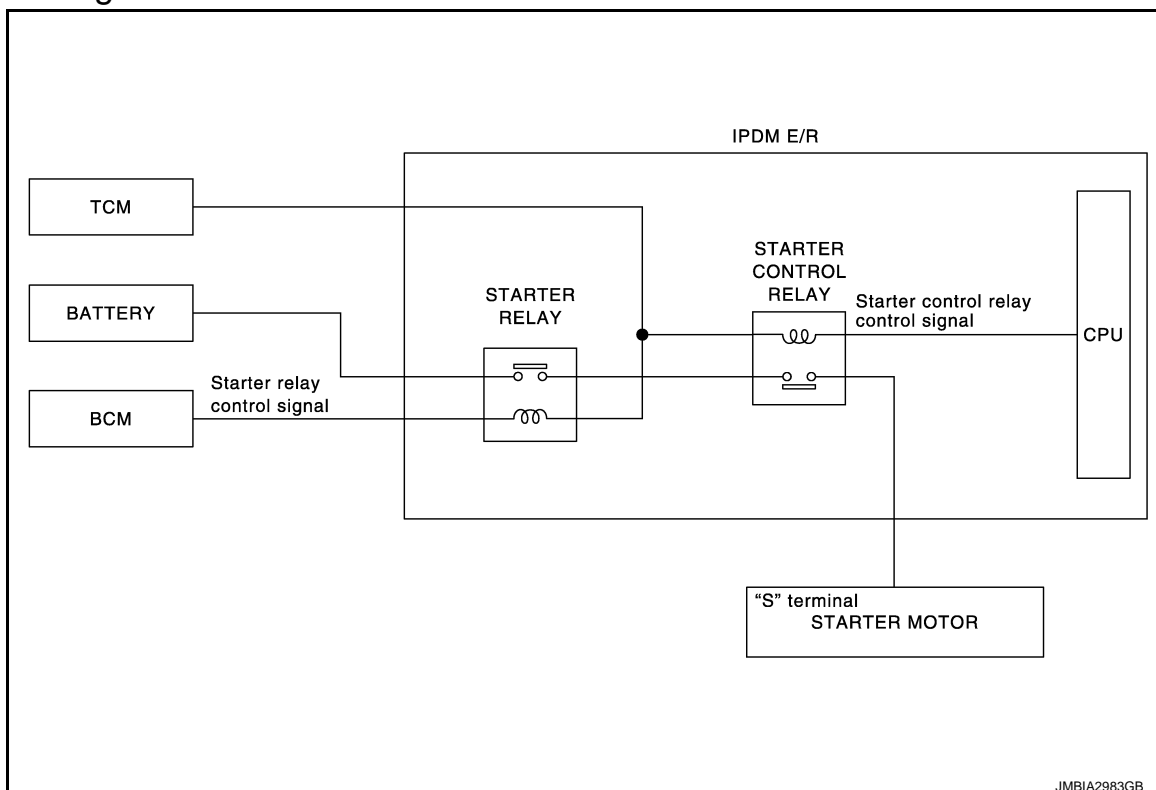 IPDM E/R
TCM
BATTERY
BCM
Starter relay
control signal
STARTER
RELAY
STARTER
CONTROL
RELAY
Starter control relay
control signal
CPU
“S” terminal
STARTER MOTOR
JMBIA2983GB